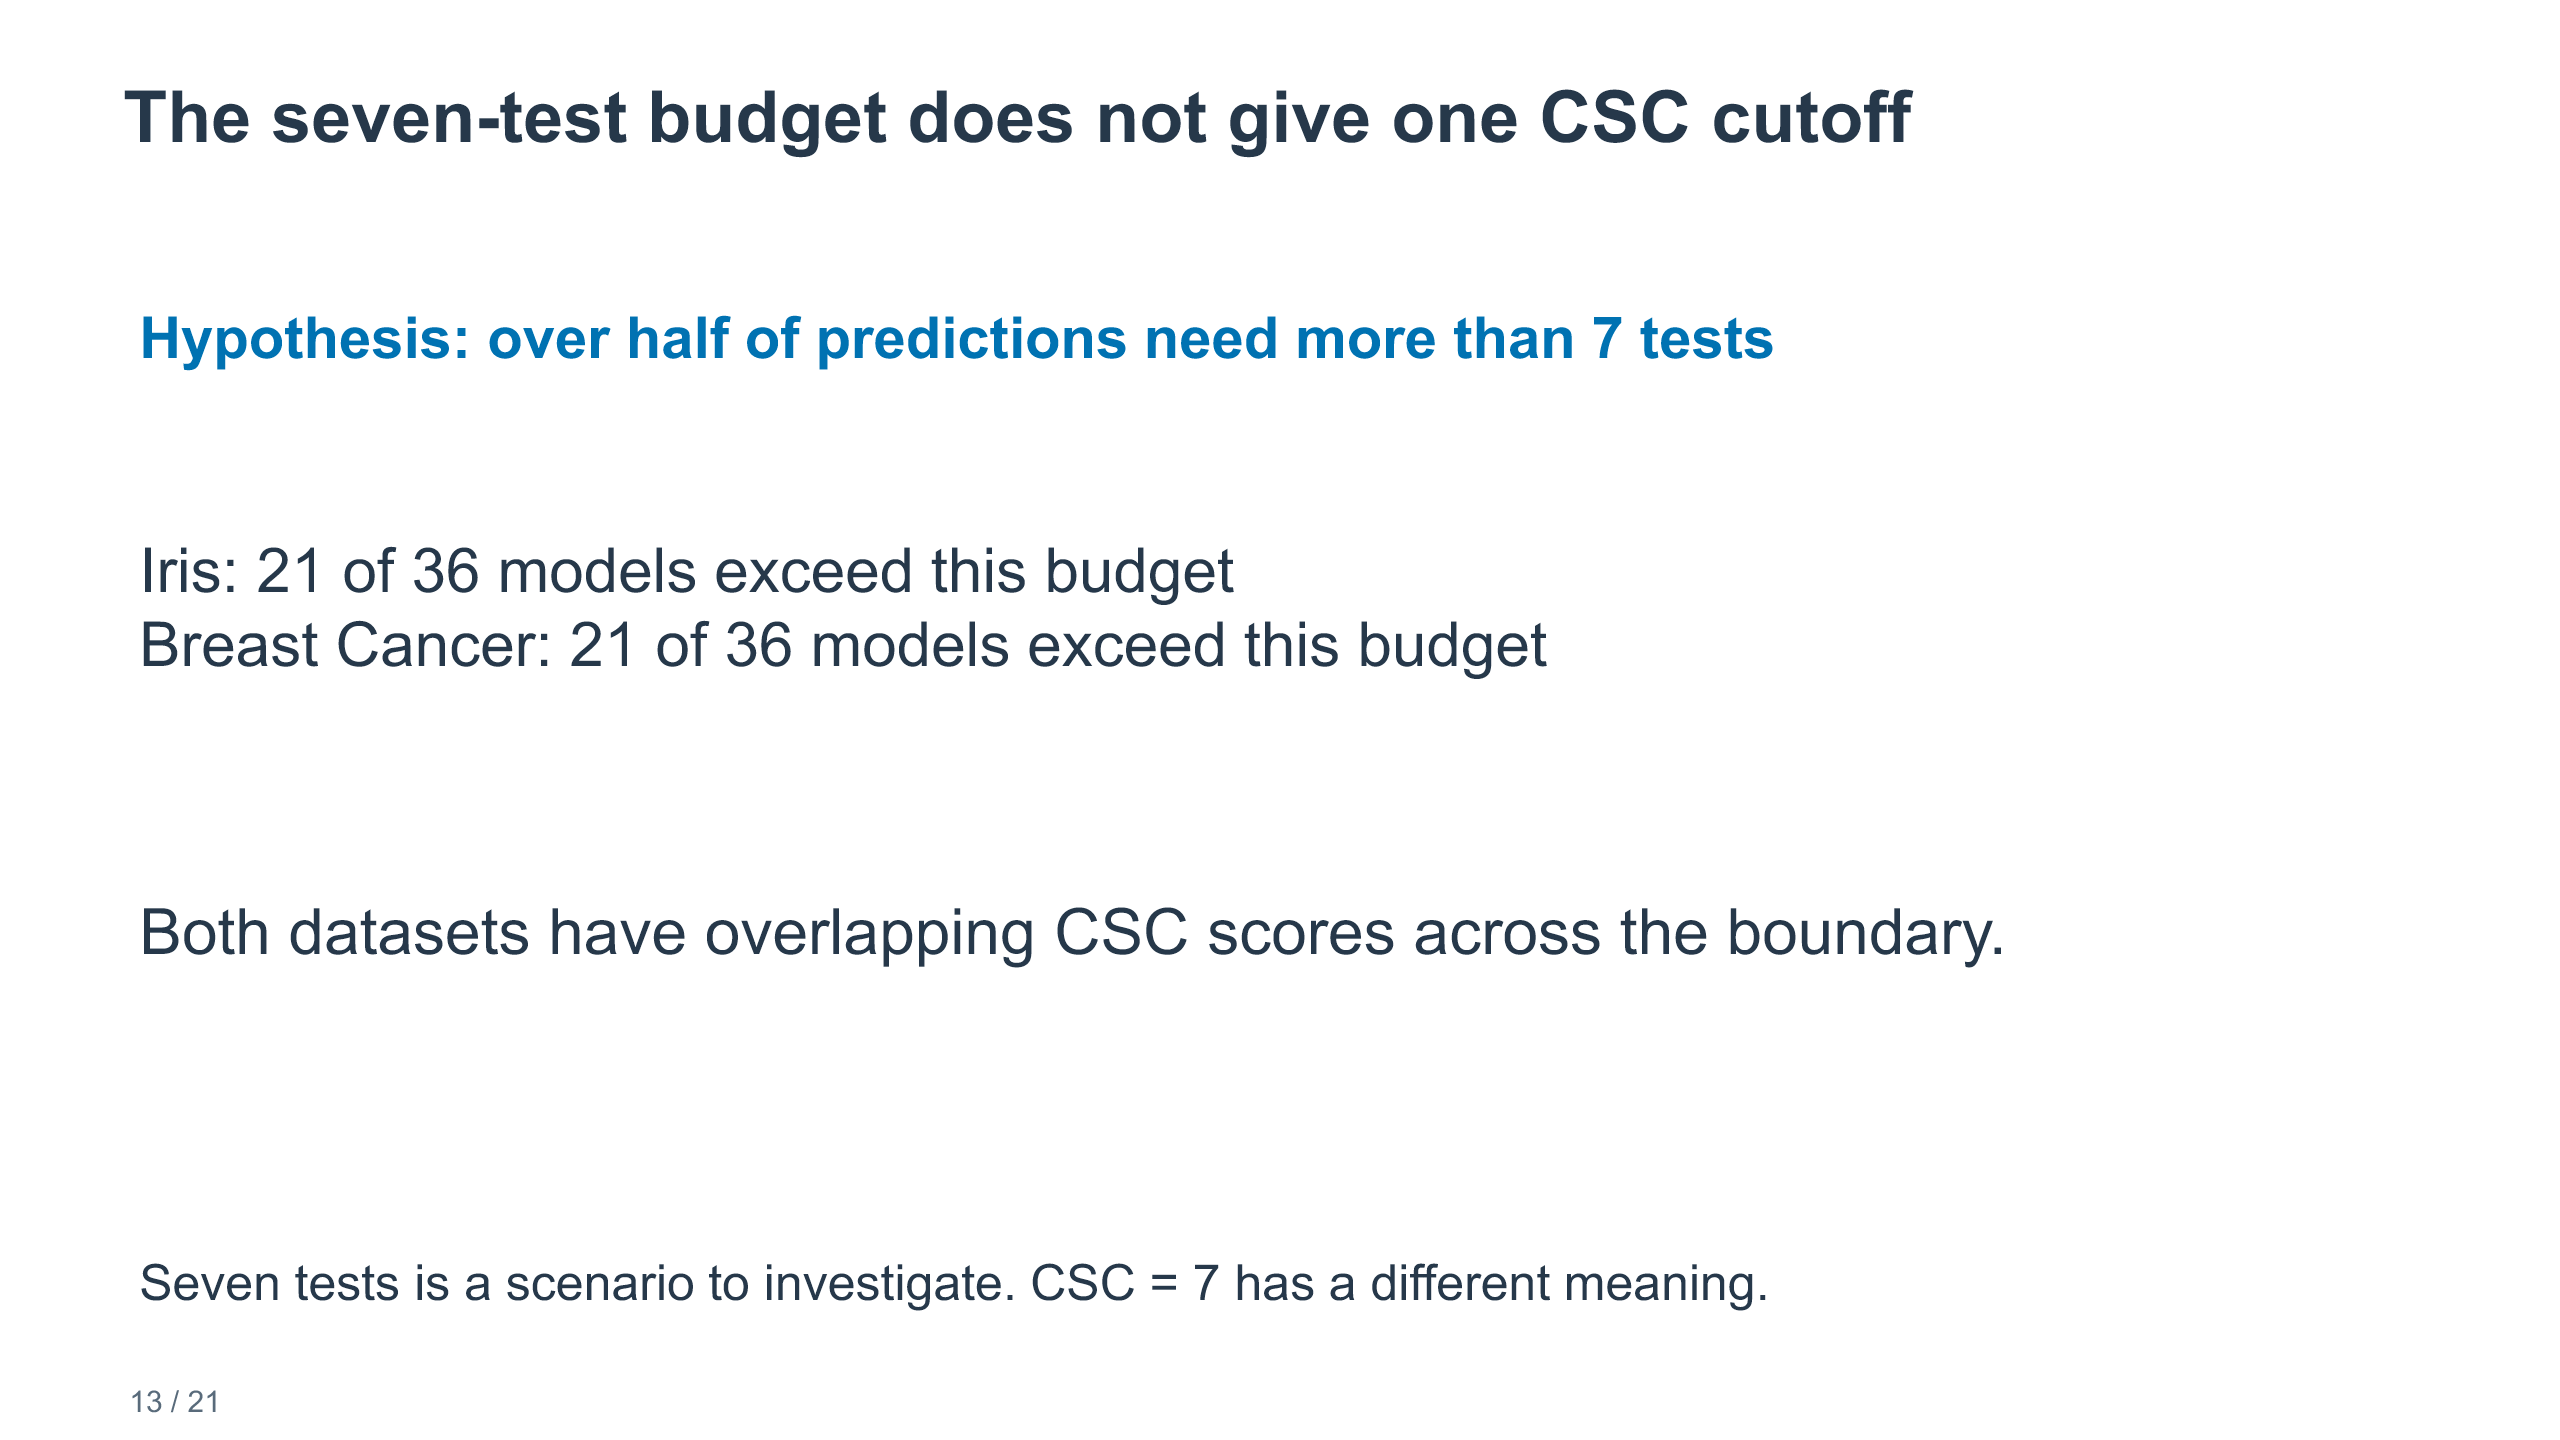 The seven-test budget does not give one CSC cutoff
Hypothesis: over half of predictions need more than 7 tests
Iris: 21 of 36 models exceed this budget
Breast Cancer: 21 of 36 models exceed this budget
Both datasets have overlapping CSC scores across the boundary.
Seven tests is a scenario to investigate. CSC = 7 has a different meaning.
13 / 21